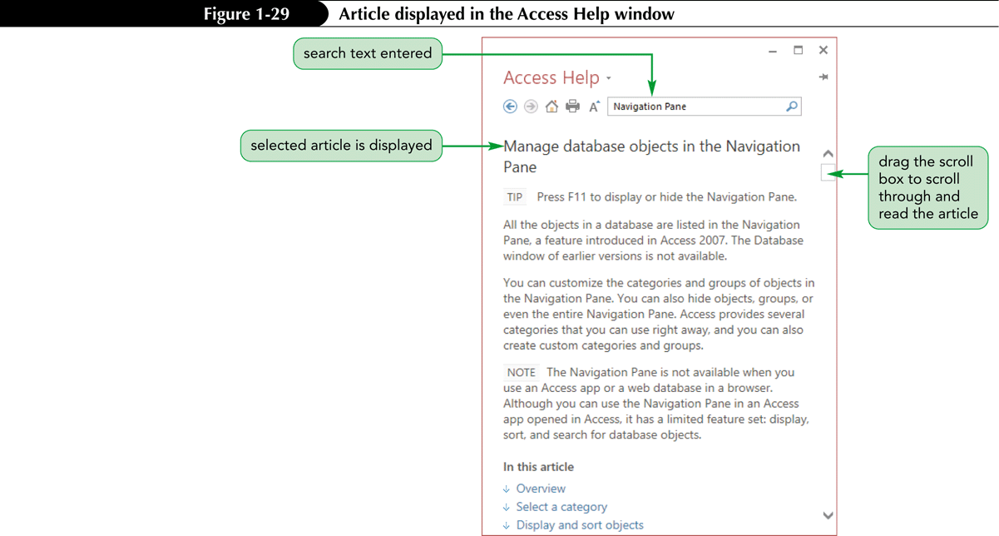 Figure 1-29 Article displayed in the Access Help window
search text entered
Access Help
A
Navigation Pane
selected article is displayed
Manage database objects in the Navigation
Pane
drag the scroll
box to scroll
through and
read the article
TIP Press F11 to display or hide the Navigation Pane.
All the objects in a database are listed in the Navigation
Pane, a feature introduced in Access 2007. The Database
window of earlier versions is not available.
You can customize the categories and groups of objects in
the Navigation Pane. You can also hide objects, groups, or
even the entire Navigation Pane. Access provides several
categories that you can use right away, and you can also
create custom categories and groups.
NOTE The Navigation Pane is not available when you
use an Access app or a web database in a browser.
Although you can use the Navigation Pane in an Access
app opened in Access, it has a limited feature set: display,
sort, and search for database objects.
In this article
↓ Overview
↓ Select a category
↓ Display and sort objects